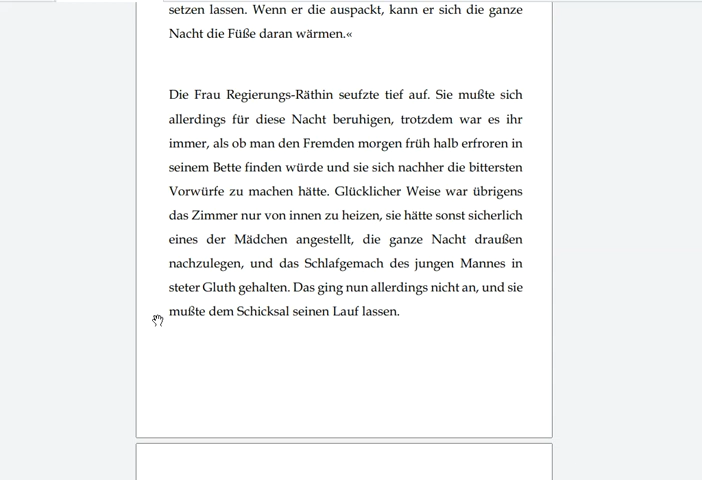 setzen lassen. Wenn er die auspackt, kann er sich die ganze
Nacht die Füße daran wärmen.«
Die Frau Regierungs-Räthin seufzte tief auf. Sie mußte sich
allerdings für diese Nacht beruhigen, trotzdem war es ihr
immer, als ob man den Fremden morgen früh halb erfroren in
seinem Bette finden würde und sie sich nachher die bittersten
Vorwürfe zu machen hätte. Glücklicher Weise war übrigens
das Zimmer nur von innen zu heizen, sie hätte sonst sicherlich
eines der Mädchen angestellt, die ganze Nacht draußen
nachzulegen, und das Schlafgemach des jungen Mannes in
steter Gluth gehalten. Das ging nun allerdings nicht an, und sie
mußte dem Schicksal seinen Lauf lassen.